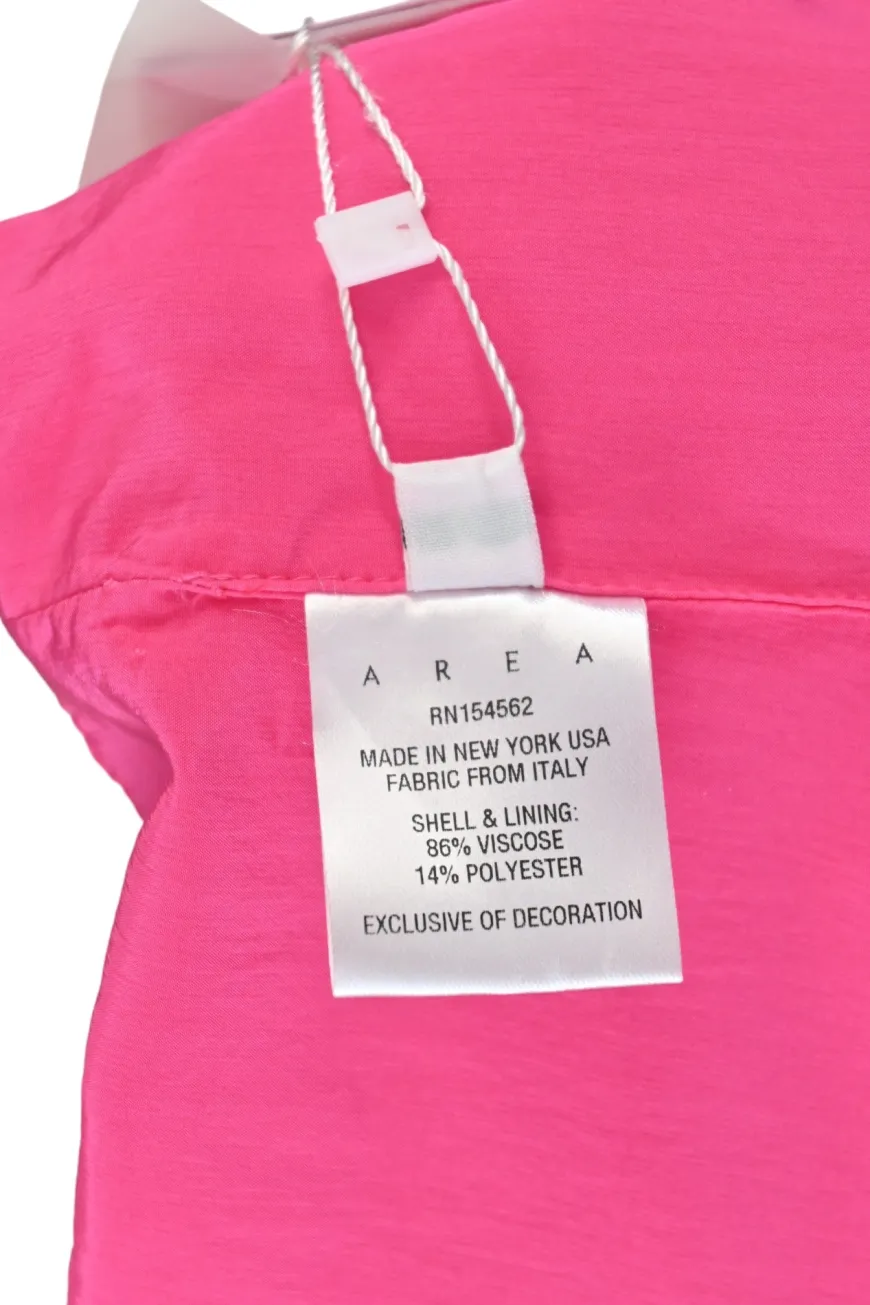 A R E A
RN154562
MADE IN NEW YORK USA
FABRIC FROM ITALY
SHELL & LINING:
86% VISCOSE
14% POLYESTER
EXCLUSIVE OF DECORATION